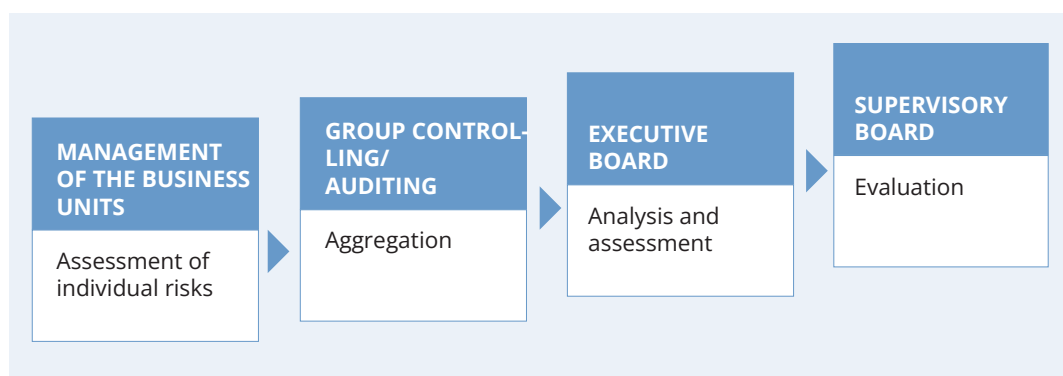 MANAGEMENT
OF THE BUSINESS
UNITS
Assessment of
individual risks
GROUP CONTROL-
LING/
AUDITING
Aggregation
EXECUTIVE
BOARD
Analysis and
assessment
SUPERVISORY
BOARD
Evaluation